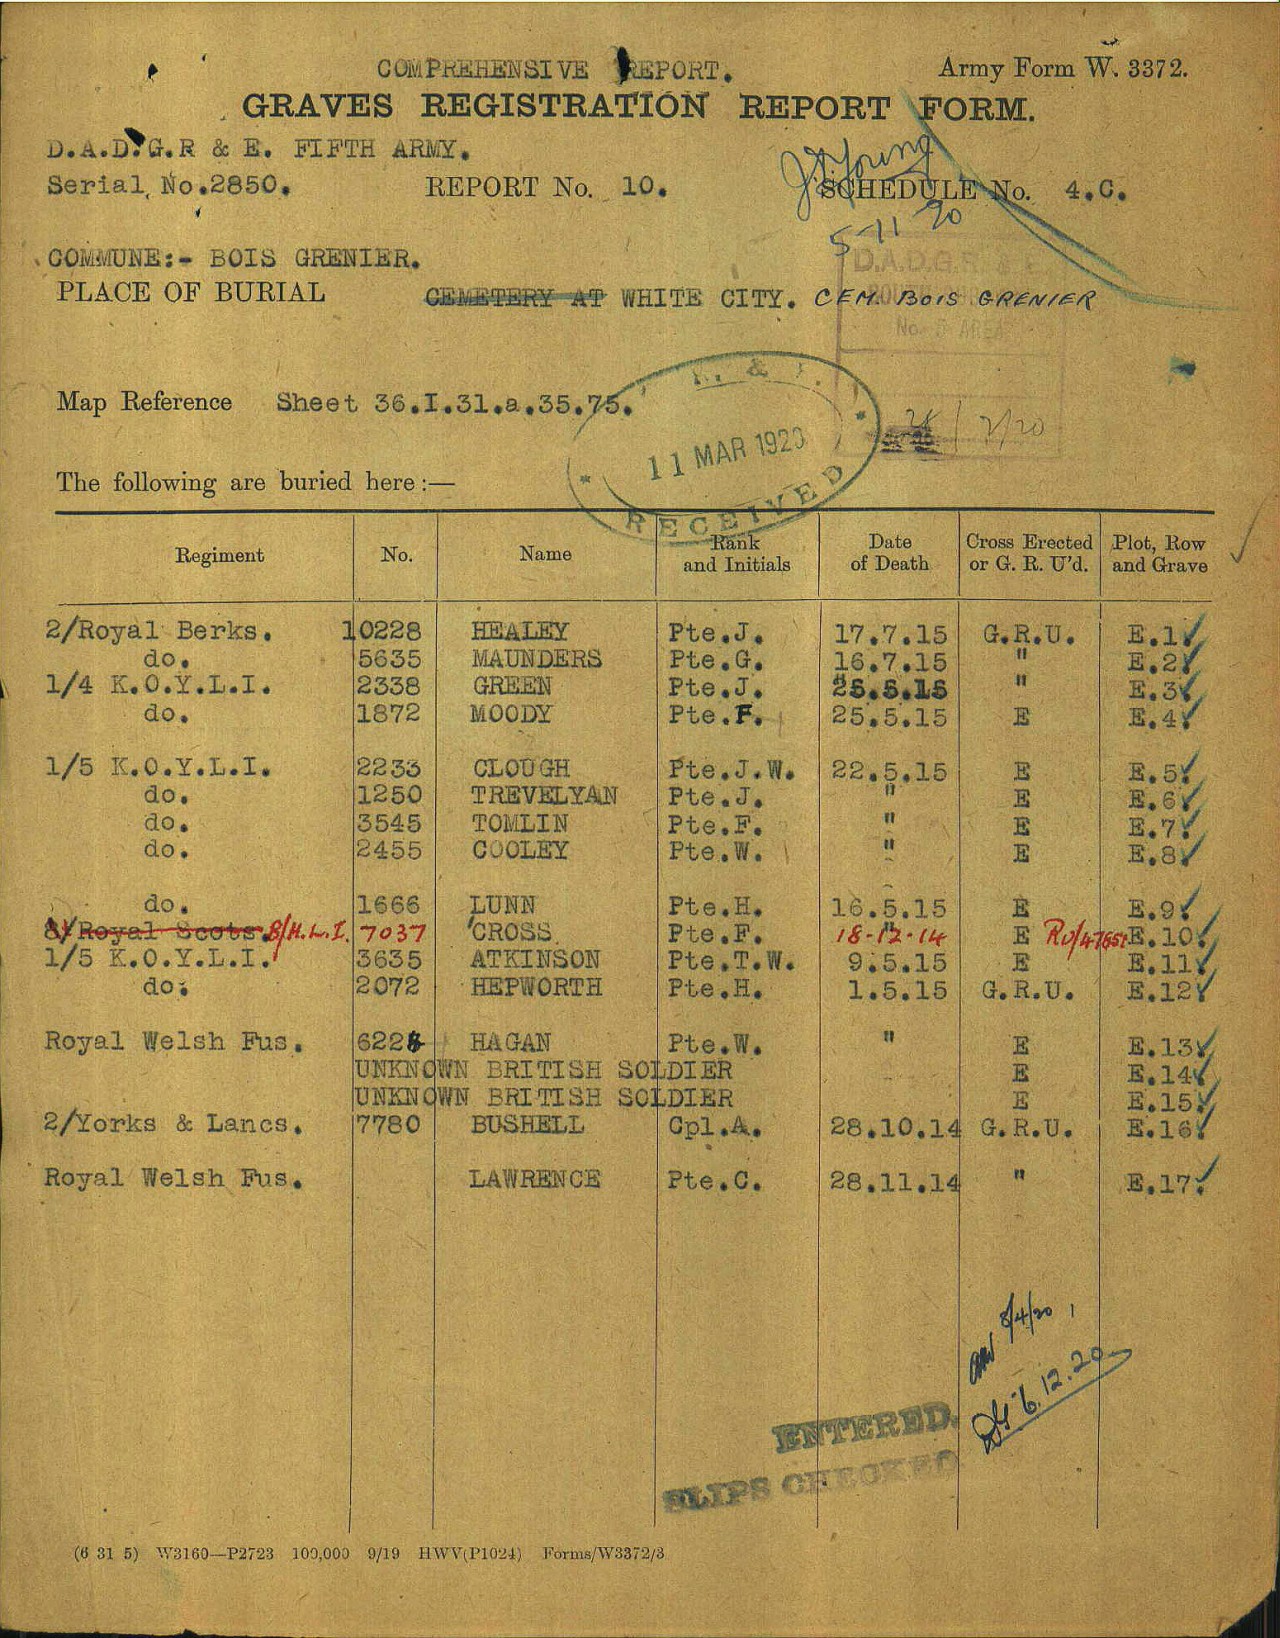 COMPREHENSIVE REPORT.
Army Form W. 3372.
GRAVES REGISTRATION REPORT FORM.
D.A.D.G.R & E. FIFTH ARMY.
Serial No.2850. REPORT No. 10. SCHEDULE No. 4.C.
5-11 20
COMMUNE:- BOIS GRENIER.
D.A.D.G.R. &
PLACE OF BURIAL CEMETERY AT WHITE CITY. CEM. BOIS GRENIER
No. 5 AREA
Map Reference Sheet 36.I.31.a.35.75.
11 MAR 1920
RECEIVED
The following are buried here:—
Regiment No. Name Rank and Initials Date of Death Cross Erected or G. R. U'd. Plot, Row and Grave
2/Royal Berks. 10228 HEALEY Pte.J. 17.7.15 G.R.U. E.1.
do. 5635 MAUNDERS Pte.G. 16.7.15 " E.2.
1/4 K.O.Y.L.I. 2338 GREEN Pte.J. 25.5.15 " E.3.
do. 1872 MOODY Pte.F. 25.5.15 E E.4.
1/5 K.O.Y.L.I. 2233 CLOUGH Pte.J.W. 22.5.15 E E.5.
do. 1250 TREVELYAN Pte.J. " E E.6.
do. 3545 TOMLIN Pte.F. " E E.7.
do. 2455 COOLEY Pte.W. " E E.8.
do. 1666 LUNN Pte.H. 16.5.15 E E.9.
8/Royal Scots. B/H.L.I. 7037 CROSS Pte.F. 18-12-14 E E.10.
1/5 K.O.Y.L.I. 3635 ATKINSON Pte.T.W. 9.5.15 E E.11.
do. 2072 HEPWORTH Pte.H. 1.5.15 G.R.U. E.12.
Royal Welsh Fus. 622 HAGAN Pte.W. " E E.13.
UNKNOWN BRITISH SOLDIER E E.14.
UNKNOWN BRITISH SOLDIER E E.15.
2/Yorks & Lancs. 7780 BUSHELL Cpl.A. 28.10.14 G.R.U. E.16.
Royal Welsh Fus. LAWRENCE Pte.C. 28.11.14 " E.17.
8/4/20
6.12.20
ENTERED.
SLIPS CHECKED
(6 31 5) W3160—P2723 100,000 9/19 HWV(P1024) Forms/W3372/3